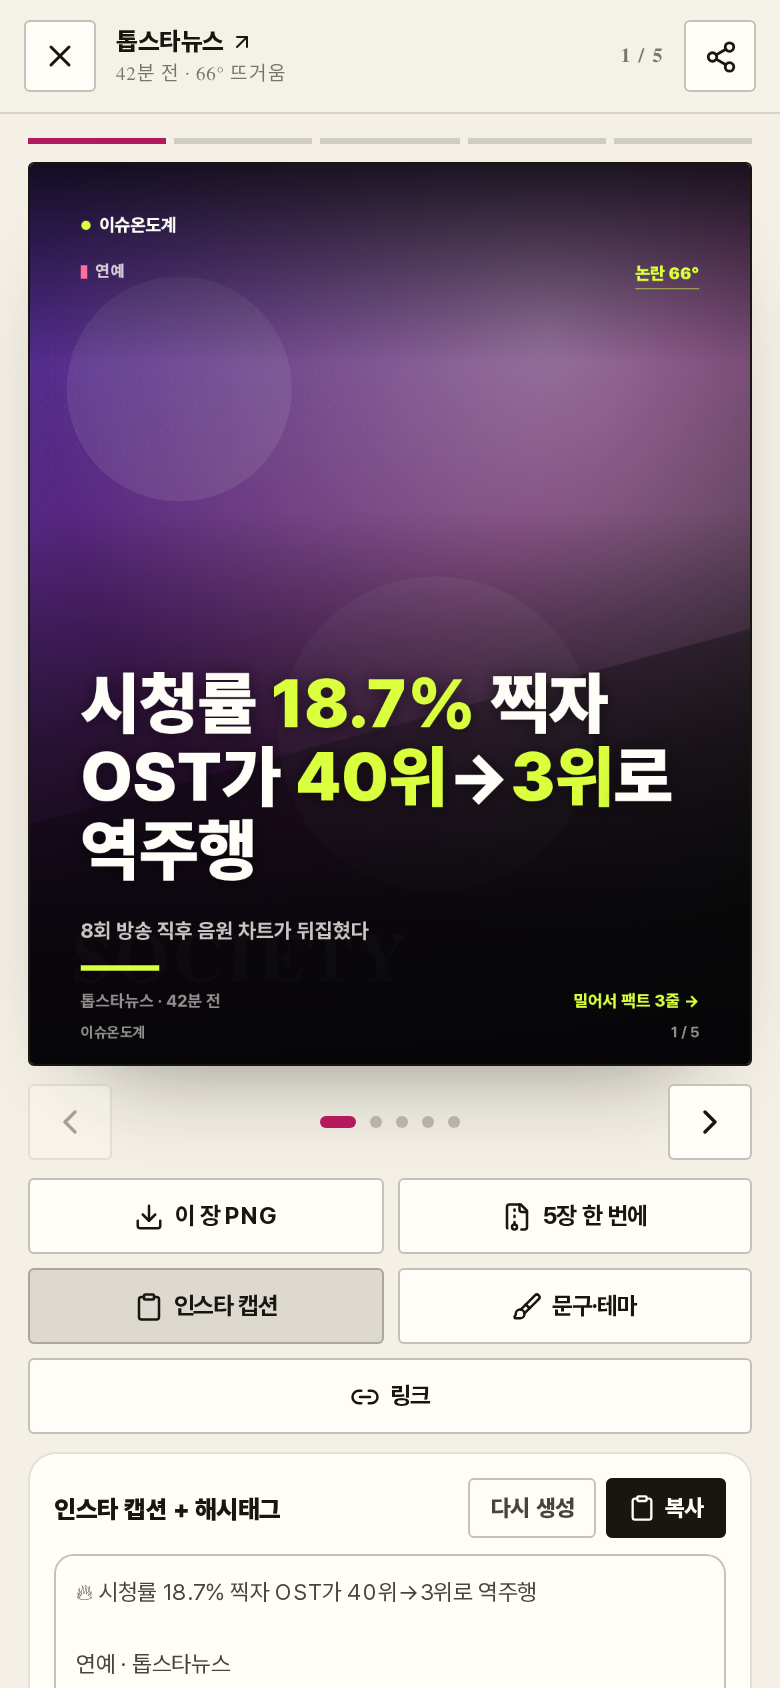 톱스타뉴스
42분 전 · 66° 뜨거움
1 / 5
이슈온도계
연예
논란 66°
시청률 18.7% 찍자
OST가 40위→3위로
역주행
8회 방송 직후 음원 차트가 뒤집혔다
SOCIETY
톱스타뉴스 · 42분 전
밀어서 팩트 3줄 →
이슈온도계
1 / 5
이 장 PNG
5장 한 번에
인스타 캡션
문구·테마
링크
인스타 캡션 + 해시태그
다시 생성
복사
🔥 시청률 18.7% 찍자 OST가 40위→3위로 역주행
연예 · 톱스타뉴스